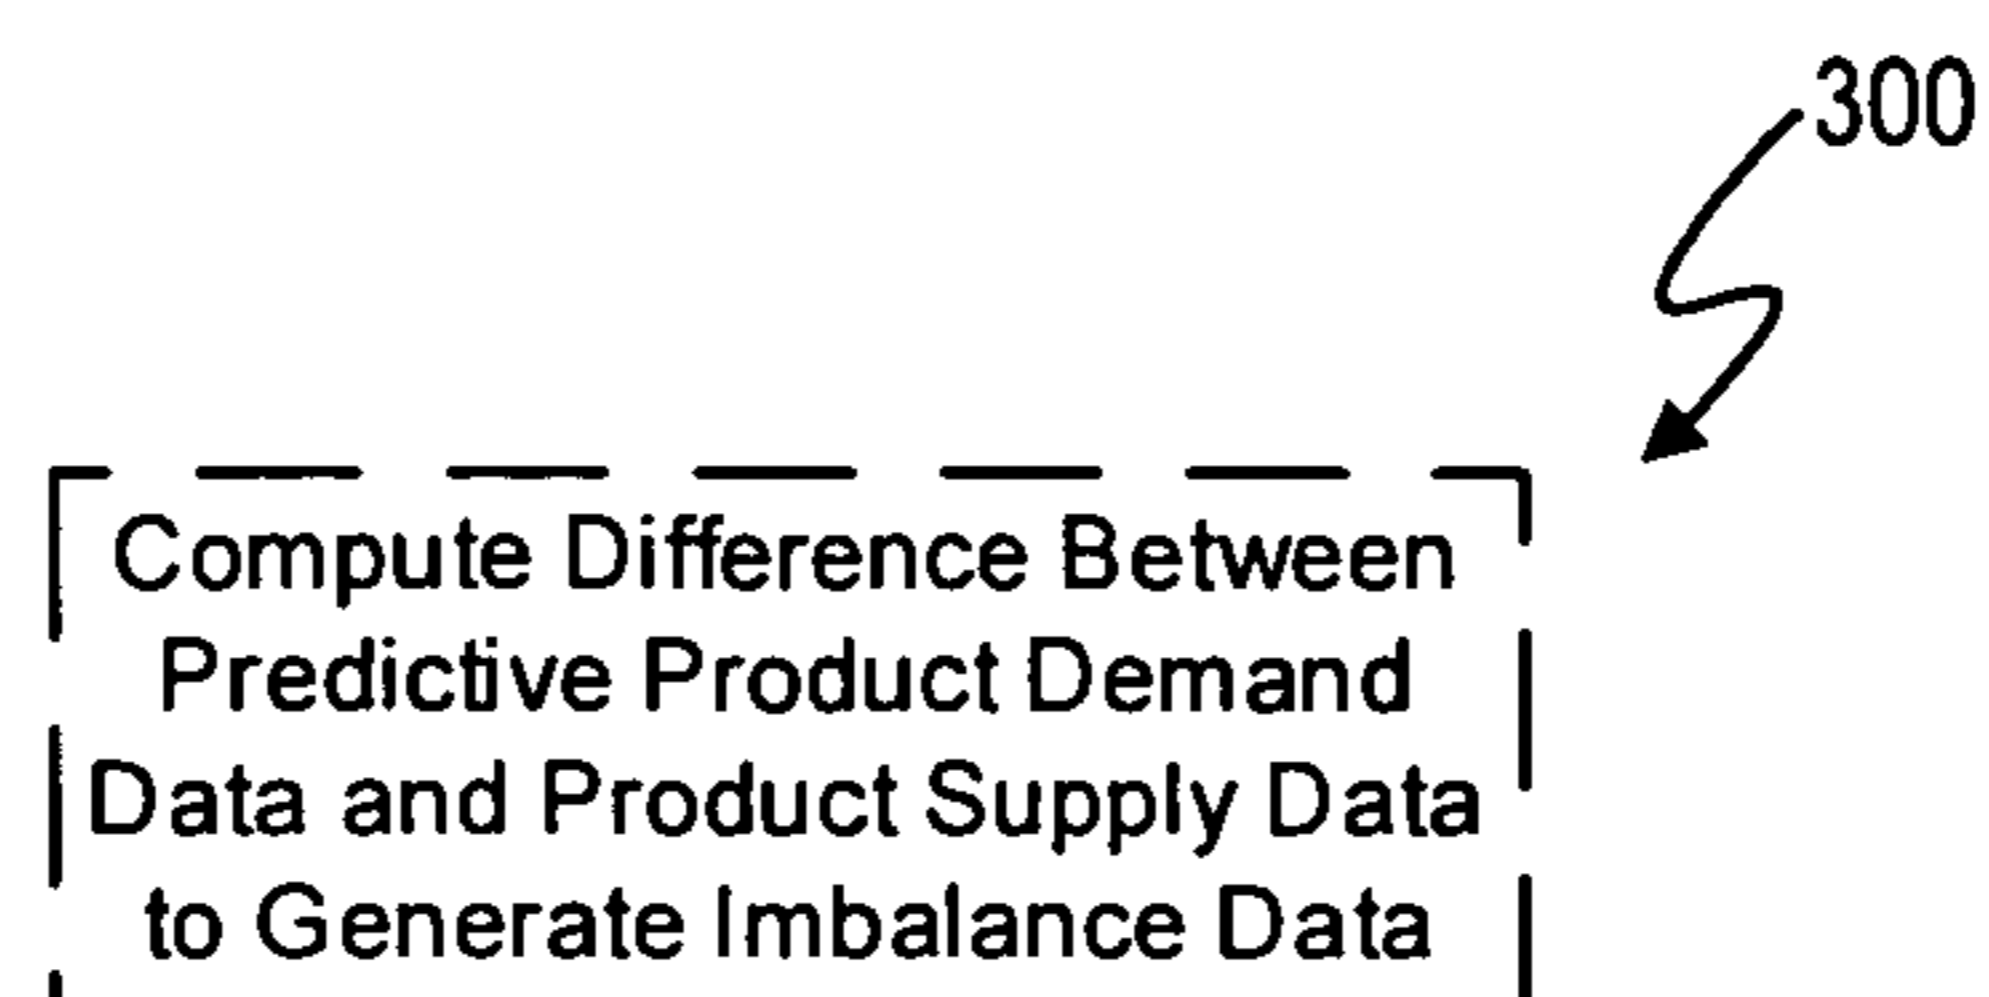 300
Compute Difference Between
Predictive Product Demand
Data and Product Supply Data
to Generate Imbalance Data